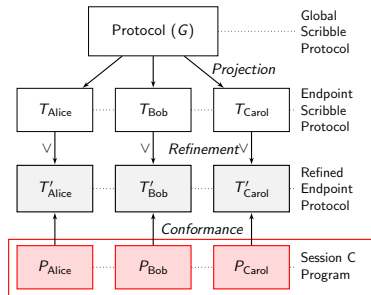 Protocol (G)
Global
Scribble
Protocol
Projection
T_Alice
T_Bob
T_Carol
Endpoint
Scribble
Protocol
∨ Refinement ∨
T′_Alice
T′_Bob
T′_Carol
Refined
Endpoint
Protocol
Conformance
P_Alice
P_Bob
P_Carol
Session C
Program